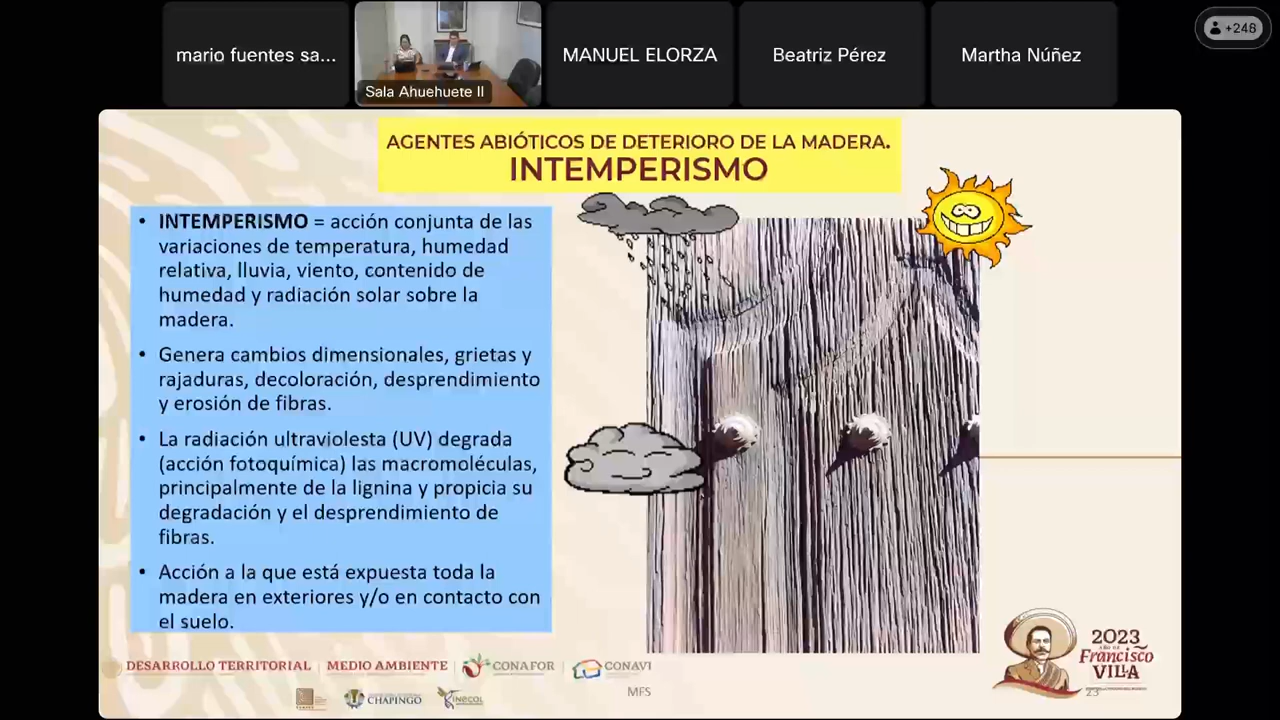 mario fuentes sa...
Sala Ahuehuete II
MANUEL ELORZA
Beatriz Pérez
Martha Núñez
+248
AGENTES ABIÓTICOS DE DETERIORO DE LA MADERA.
INTEMPERISMO
• INTEMPERISMO = acción conjunta de las
variaciones de temperatura, humedad
relativa, lluvia, viento, contenido de
humedad y radiación solar sobre la
madera.
• Genera cambios dimensionales, grietas y
rajaduras, decoloración, desprendimiento
y erosión de fibras.
• La radiación ultraviolesta (UV) degrada
(acción fotoquímica) las macromoléculas,
principalmente de la lignina y propicia su
degradación y el desprendimiento de
fibras.
• Acción a la que está expuesta toda la
madera en exteriores y/o en contacto con
el suelo.
DESARROLLO TERRITORIAL | MEDIO AMBIENTE | CONAFOR | CONAVI
CHAPINGO
INECOL
MFS
2023
AÑO DE
Francisco
VILLA
23